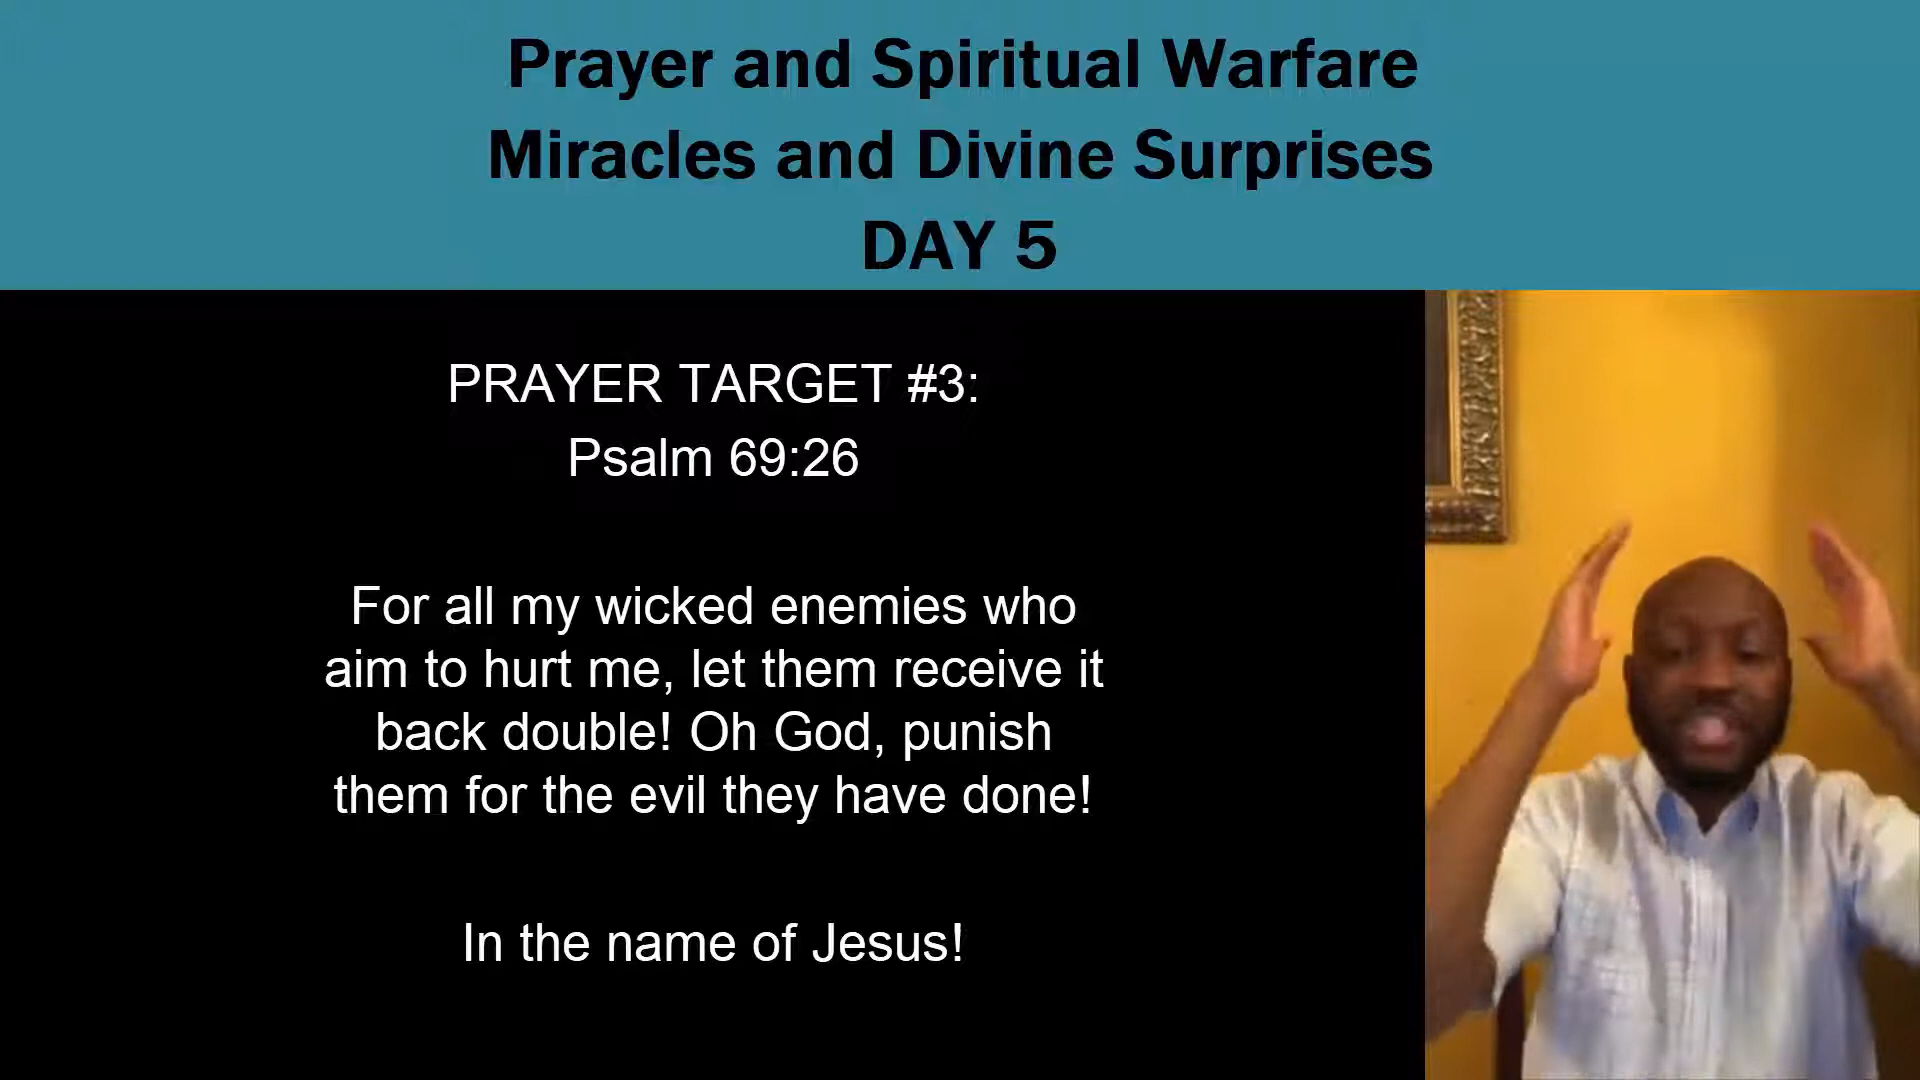 Prayer and Spiritual Warfare
Miracles and Divine Surprises
DAY 5
PRAYER TARGET #3:
Psalm 69:26
For all my wicked enemies who
aim to hurt me, let them receive it
back double! Oh God, punish
them for the evil they have done!
In the name of Jesus!